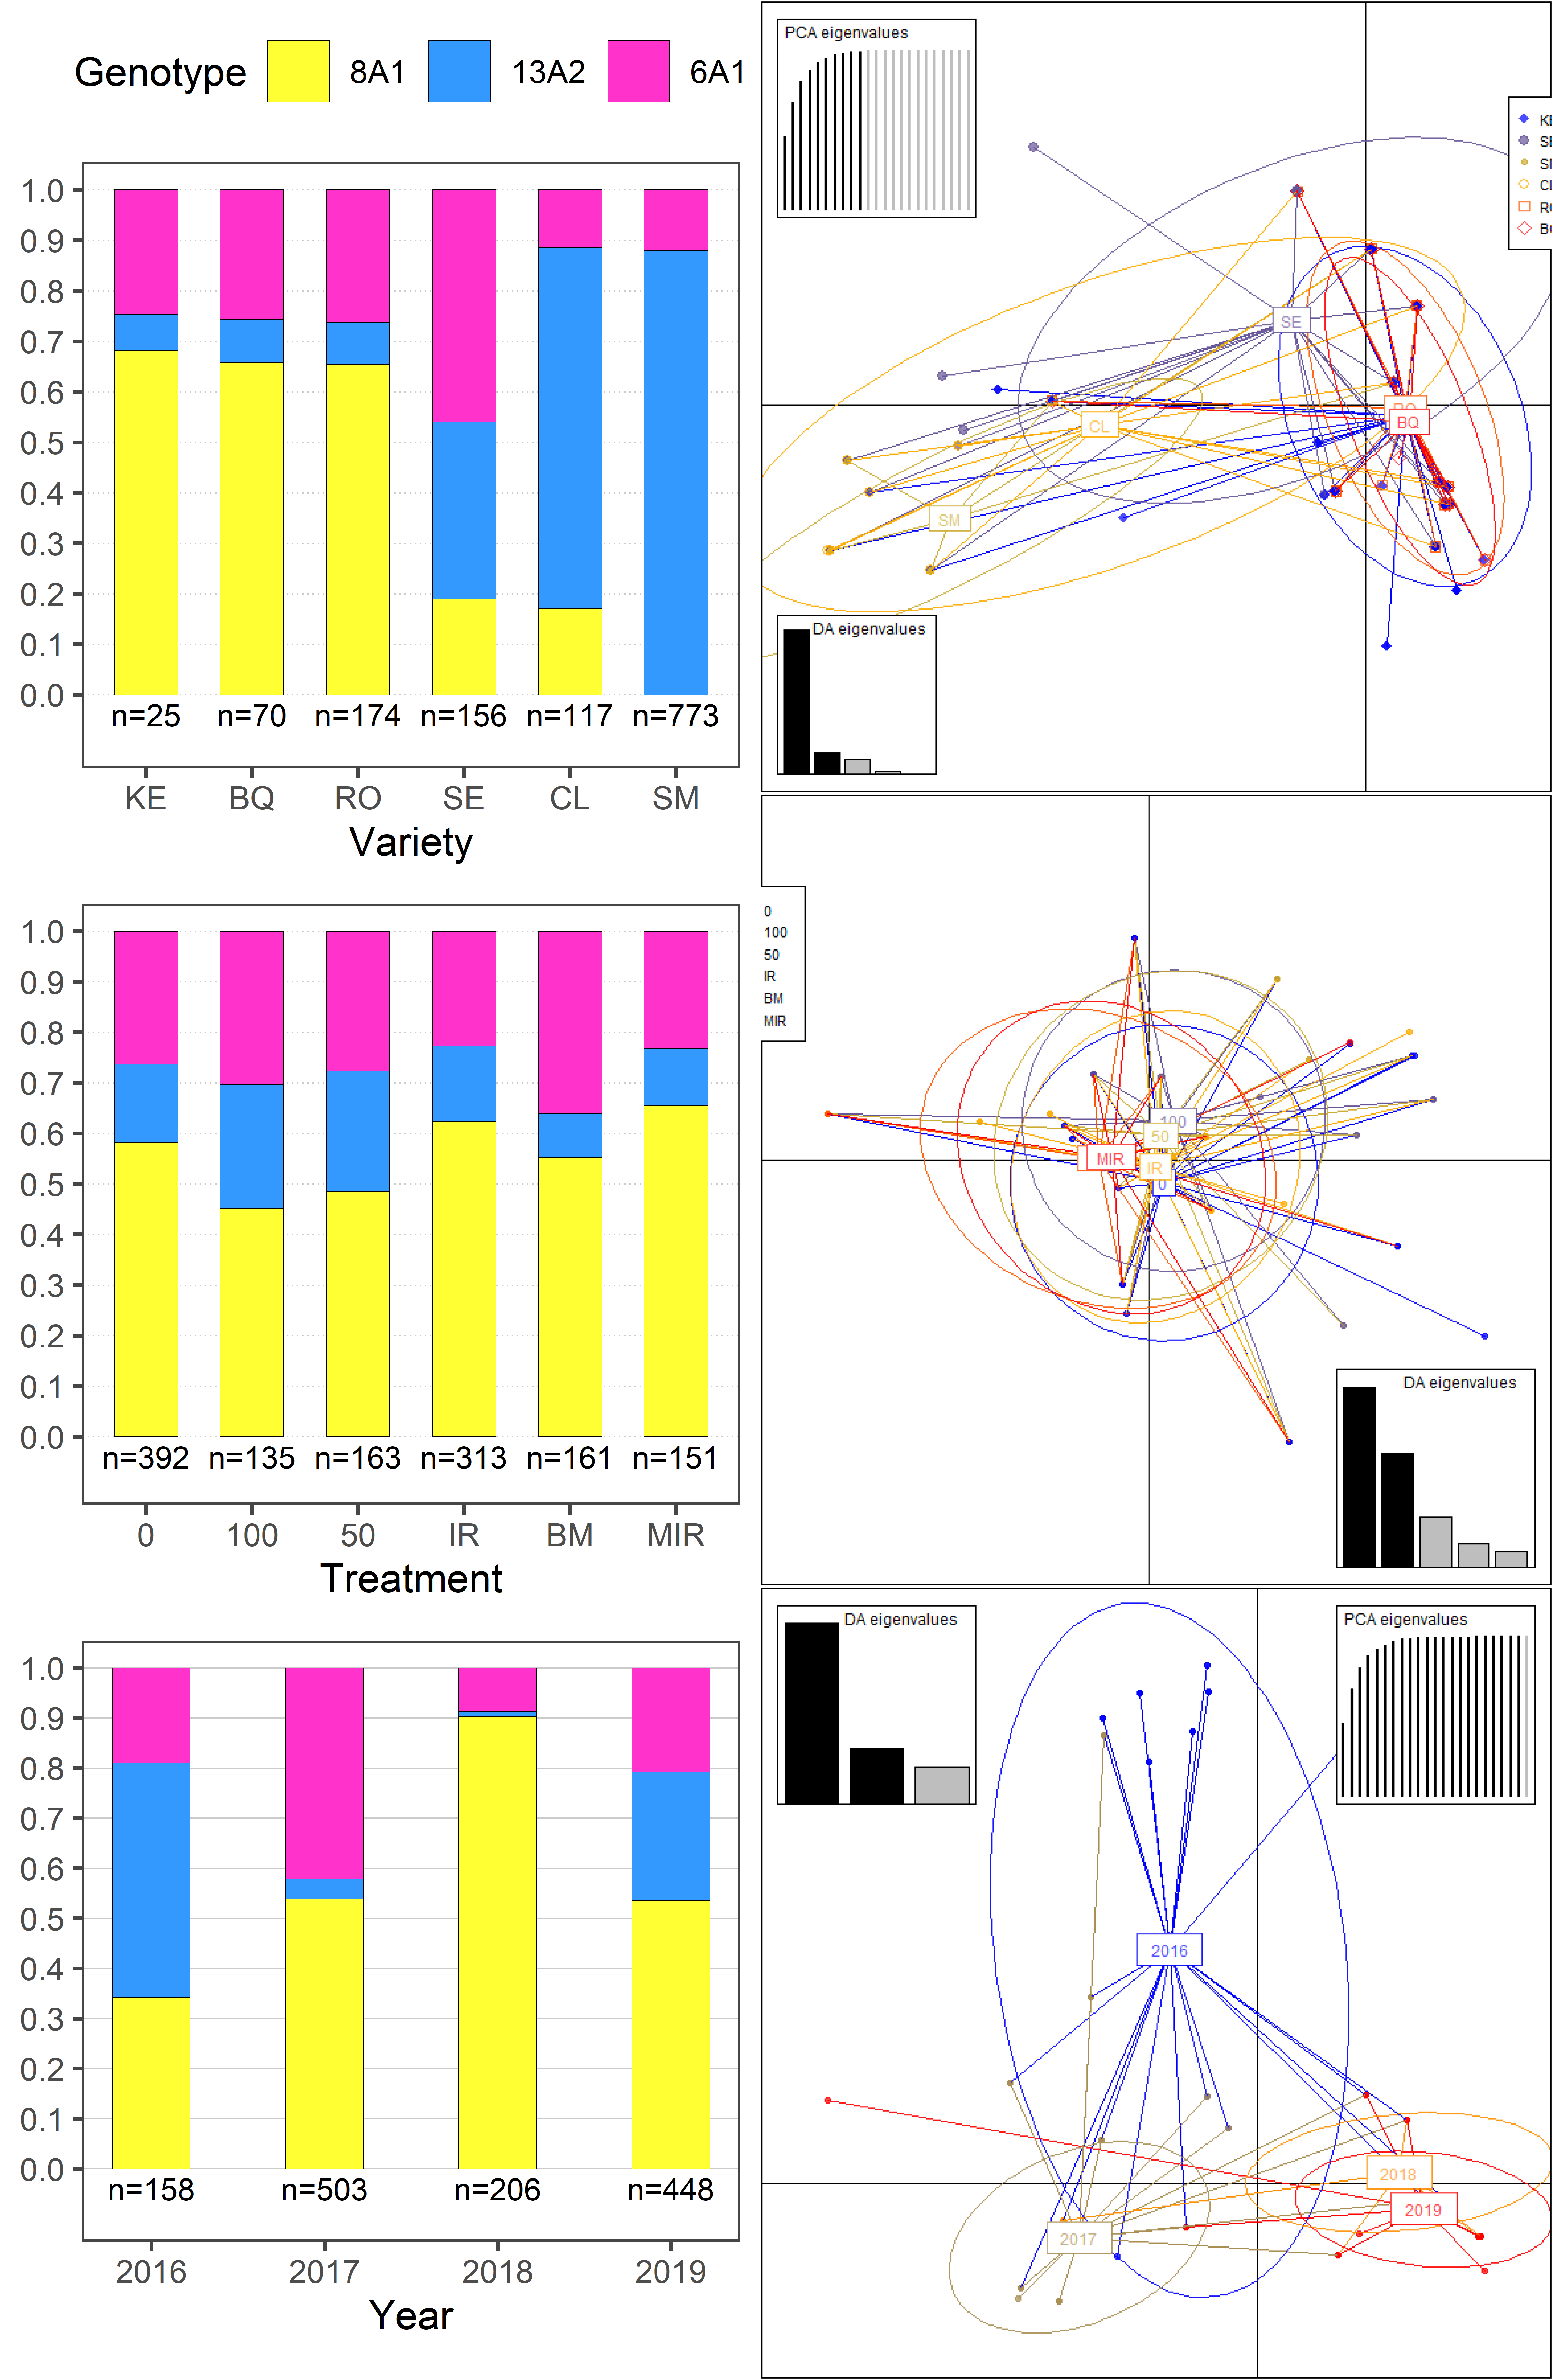 Genotype 8A1 13A2 6A1
1.0
0.9
0.8
0.7
0.6
0.5
0.4
0.3
0.2
0.1
0.0
n=25 n=70 n=174 n=156 n=117 n=773
KE BQ RO SE CL SM
Variety
PCA eigenvalues
SE
CL
BQ
SM
DA eigenvalues
1.0
0.9
0.8
0.7
0.6
0.5
0.4
0.3
0.2
0.1
0.0
n=392 n=135 n=163 n=313 n=161 n=151
0 100 50 IR BM MIR
Treatment
0
100
50
IR
BM
MIR
100
50
MIR
IR
0
DA eigenvalues
1.0
0.9
0.8
0.7
0.6
0.5
0.4
0.3
0.2
0.1
0.0
n=158 n=503 n=206 n=448
2016 2017 2018 2019
Year
DA eigenvalues
PCA eigenvalues
2016
2018
2019
2017